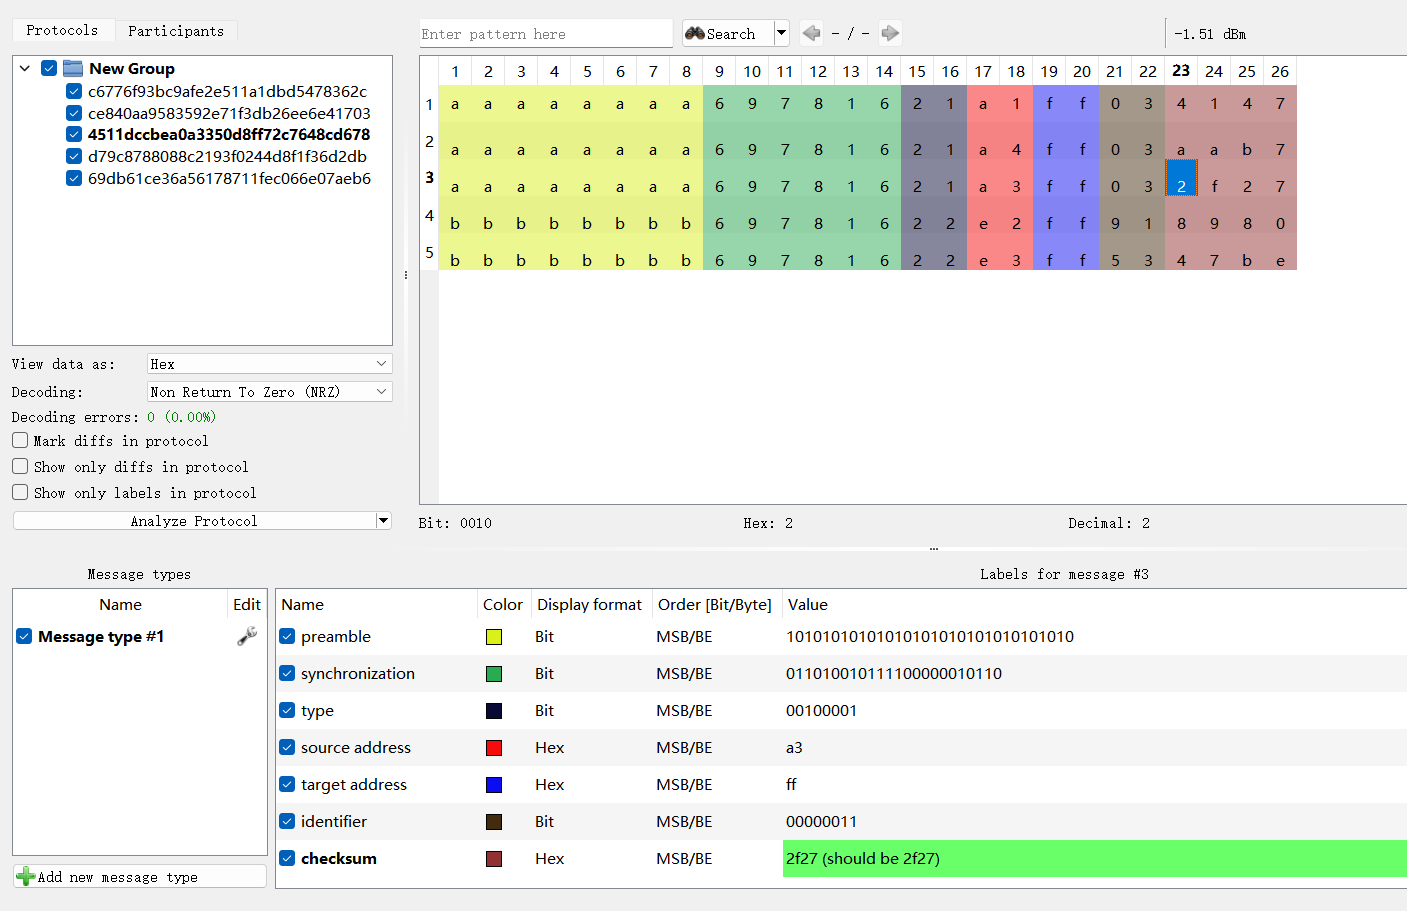 Protocols Participants
Enter pattern here Search - / - -1.51 dBm
New Group
c6776f93bc9afe2e511a1dbd5478362c
ce840aa9583592e71f3db26ee6e41703
4511dccbea0a3350d8ff72c7648cd678
d79c8788088c2193f0244d8f1f36d2db
69db61ce36a56178711fec066e07aeb6
1 2 3 4 5 6 7 8 9 10 11 12 13 14 15 16 17 18 19 20 21 22 23 24 25 26
1 a a a a a a a a 6 9 7 8 1 6 2 1 a 1 f f 0 3 4 1 4 7
2 a a a a a a a a 6 9 7 8 1 6 2 1 a 4 f f 0 3 a a b 7
3 a a a a a a a a 6 9 7 8 1 6 2 1 a 3 f f 0 3 2 f 2 7
4 b b b b b b b b 6 9 7 8 1 6 2 2 e 2 f f 9 1 8 9 8 0
5 b b b b b b b b 6 9 7 8 1 6 2 2 e 3 f f 5 3 4 7 b e
View data as: Hex
Decoding: Non Return To Zero (NRZ)
Decoding errors: 0 (0.00%)
Mark diffs in protocol
Show only diffs in protocol
Show only labels in protocol
Analyze Protocol
Bit: 0010 Hex: 2 Decimal: 2
Message types
Name Edit
Message type #1
Add new message type
Labels for message #3
Name Color Display format Order [Bit/Byte] Value
preamble Bit MSB/BE 10101010101010101010101010101010
synchronization Bit MSB/BE 011010010111100000010110
type Bit MSB/BE 00100001
source address Hex MSB/BE a3
target address Hex MSB/BE ff
identifier Bit MSB/BE 00000011
checksum Hex MSB/BE 2f27 (should be 2f27)